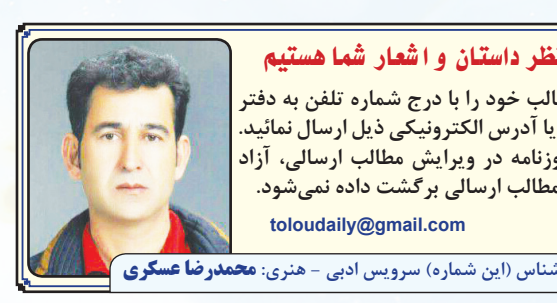 نظر داستان و اشعار شما هستیم
الب خود را با درج شماره تلفن به دفتر
یا آدرس الکترونیکی ذیل ارسال نمائید.
وزنامه در ویرایش مطالب ارسالی، آزاد
مطالب ارسالی برگشت داده نمی‌شود.
toloudaily@gmail.com
شناس (این شماره) سرویس ادبی - هنری: محمدرضا عسکری